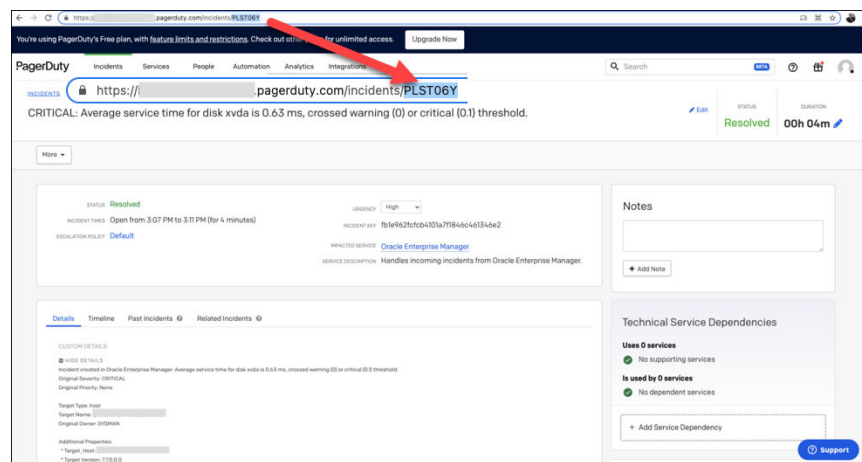 https:// .pagerduty.com/incidents/PLST06Y
You're using PagerDuty's Free plan, with feature limits and restrictions. Check out other for unlimited access. Upgrade Now
PagerDuty Incidents Services People Automation Analytics Integrations Search BETA
INCIDENTS
https:// .pagerduty.com/incidents/PLST06Y
CRITICAL: Average service time for disk xvda is 0.63 ms, crossed warning (0) or critical (0.1) threshold.
Edit
STATUS
Resolved
DURATION
00h 04m
More
STATUS Resolved
INCIDENT TIMES Open from 3:07 PM to 3:11 PM (for 4 minutes)
ESCALATION POLICY Default
URGENCY High
INCIDENT KEY fb1e962fcfcb4101a7f1846c461346e2
IMPACTED SERVICE Oracle Enterprise Manager
SERVICE DESCRIPTION Handles incoming incidents from Oracle Enterprise Manager.
Notes
+ Add Note
Details Timeline Past Incidents Related Incidents
CUSTOM DETAILS
HIDE DETAILS
Incident created in Oracle Enterprise Manager. Average service time for disk xvda is 0.63 ms, crossed warning (0) or critical (0.1) threshold.
Original Severity: CRITICAL
Original Priority: None
Target Type: host
Target Name:
Original Owner: SYSMAN
Additional Properties:
* Target_Host:
* Target Version: 7.7.0.0.0
Technical Service Dependencies
Uses 0 services
No supporting services
Is used by 0 services
No dependent services
+ Add Service Dependency
Support